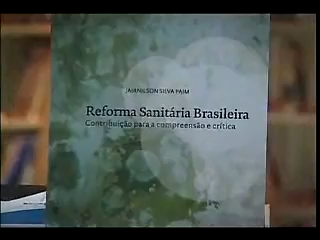 JAIRNILSON SILVA PAIM
Reforma Sanitária Brasileira
Contribuição para a compreensão e crítica